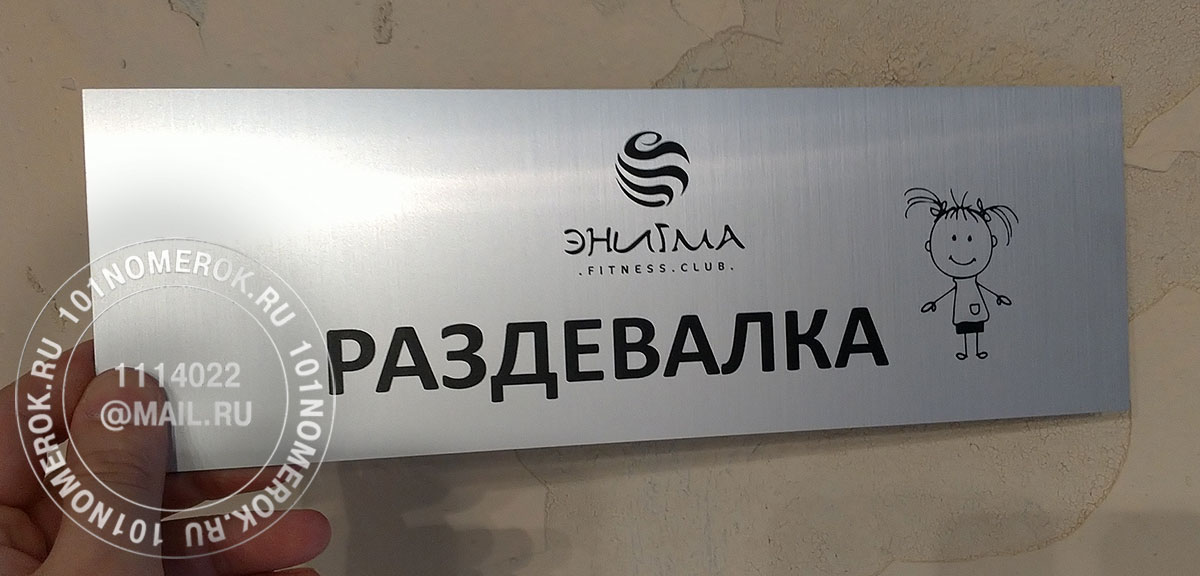 ЭНИГМА
.FITNESS.CLUB.
РАЗДЕВАЛКА
101NOMEROK.RU 101NOMEROK.RU 101NOMEROK.RU
1114022
@MAIL.RU